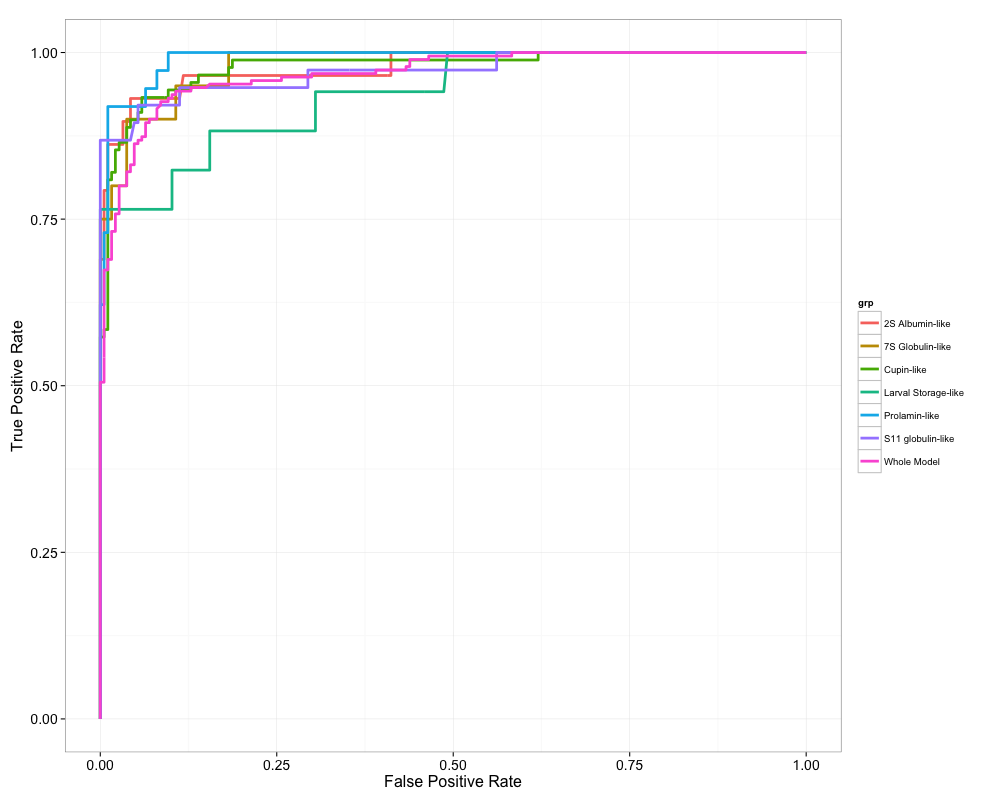 1.00
0.75
0.50
0.25
0.00
True Positive Rate
0.00 0.25 0.50 0.75 1.00
False Positive Rate
grp
2S Albumin-like
7S Globulin-like
Cupin-like
Larval Storage-like
Prolamin-like
S11 globulin-like
Whole Model